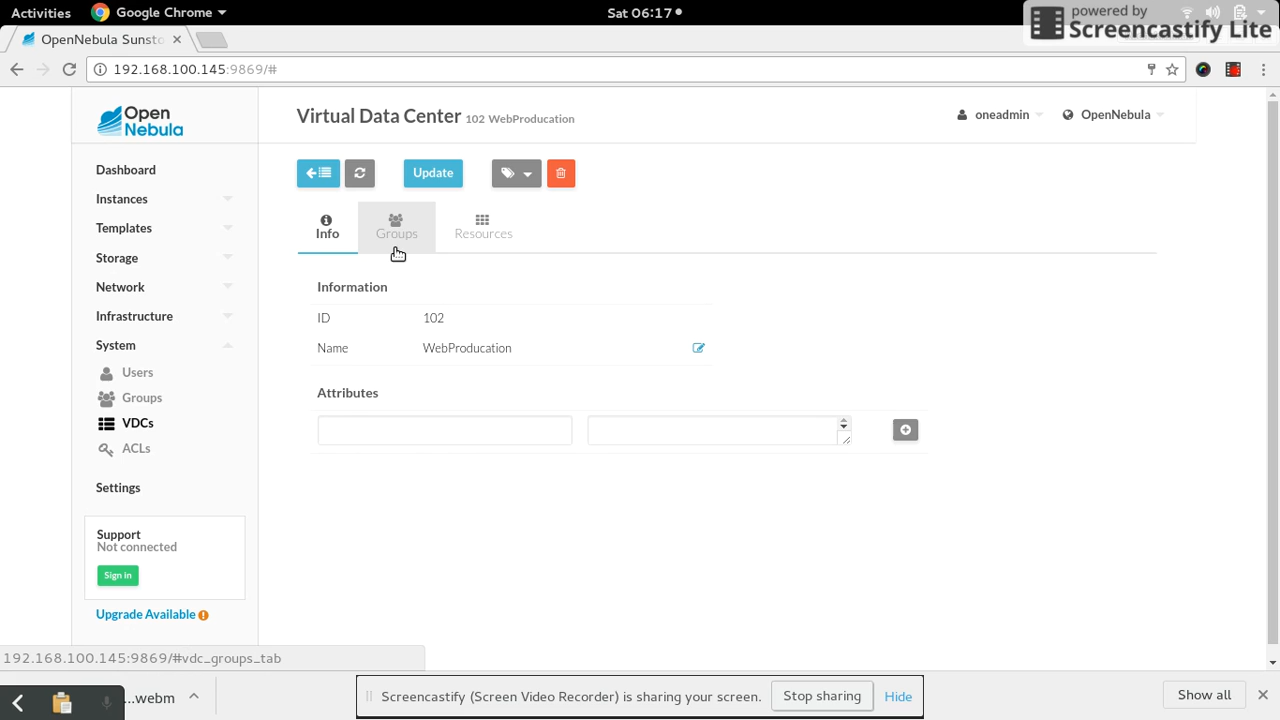 Activities Google Chrome Sat 06:17
powered by
Screencastify Lite
OpenNebula Sunsto
192.168.100.145:9869/#
Open
Nebula
Virtual Data Center 102 WebProducation
oneadmin OpenNebula
Update
Info Groups Resources
Dashboard
Instances
Templates
Storage
Network
Infrastructure
System
Users
Groups
VDCs
ACLs
Settings
Support
Not connected
Sign in
Upgrade Available
Information
ID 102
Name WebProducation
Attributes
192.168.100.145:9869/#vdc_groups_tab
...webm
Screencastify (Screen Video Recorder) is sharing your screen. Stop sharing Hide
Show all